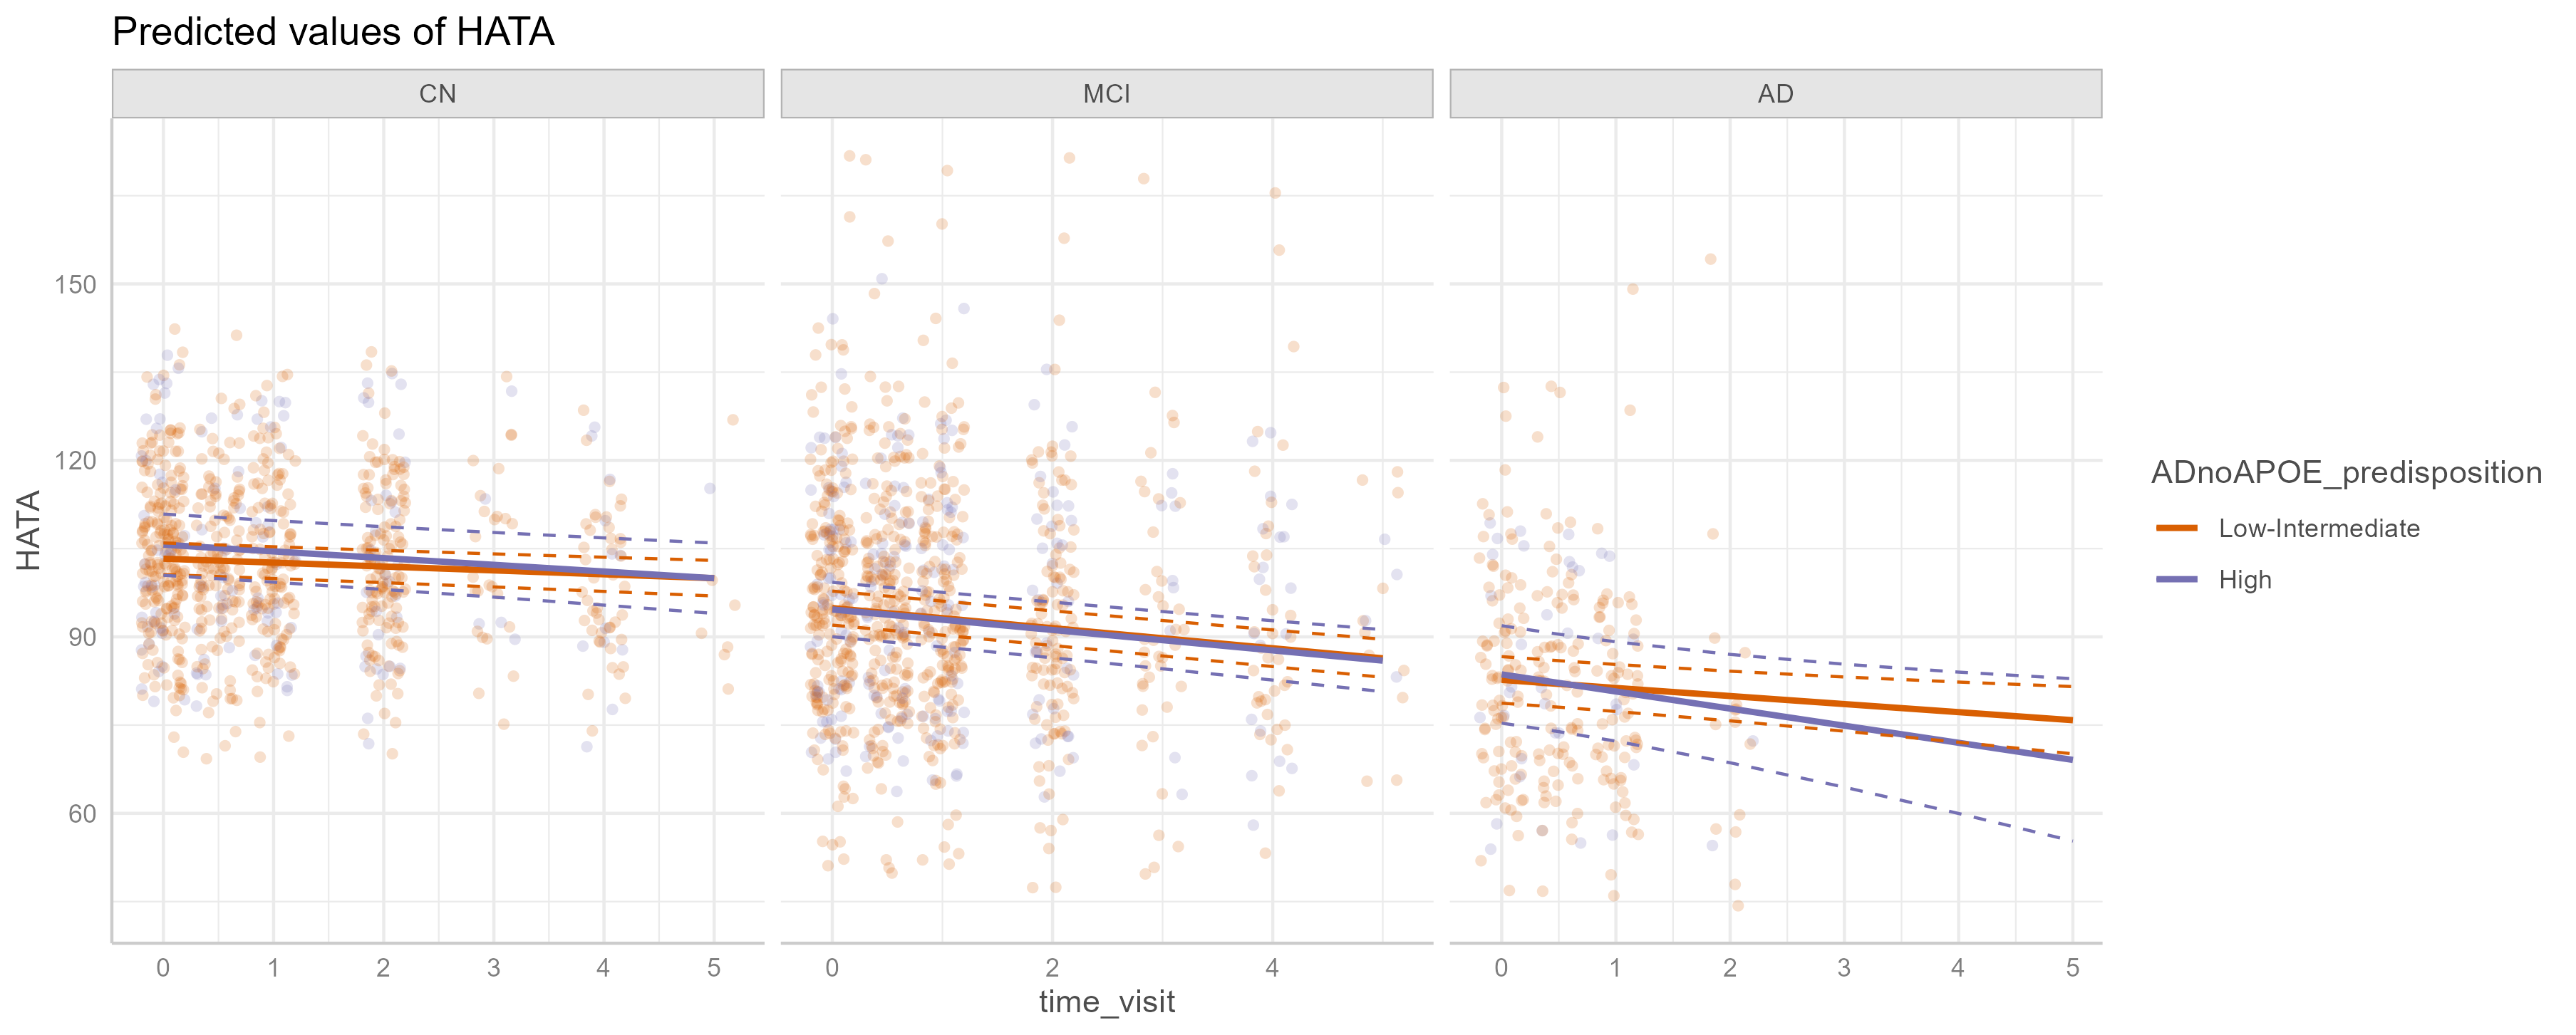 Predicted values of HATA
CN
MCI
AD
HATA
150
120
90
60
0 1 2 3 4 5
0 2 4
0 1 2 3 4 5
time_visit
ADnoAPOE_predisposition
Low-Intermediate
High